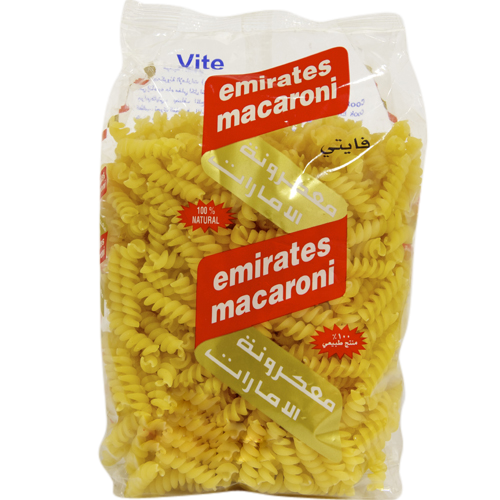 Vite
emirates
macaroni
فايتي
معكرونة
الامارات
100 %
NATURAL
emirates
macaroni
٪١٠٠
منتج طبيعي
معكرونة
الامارات